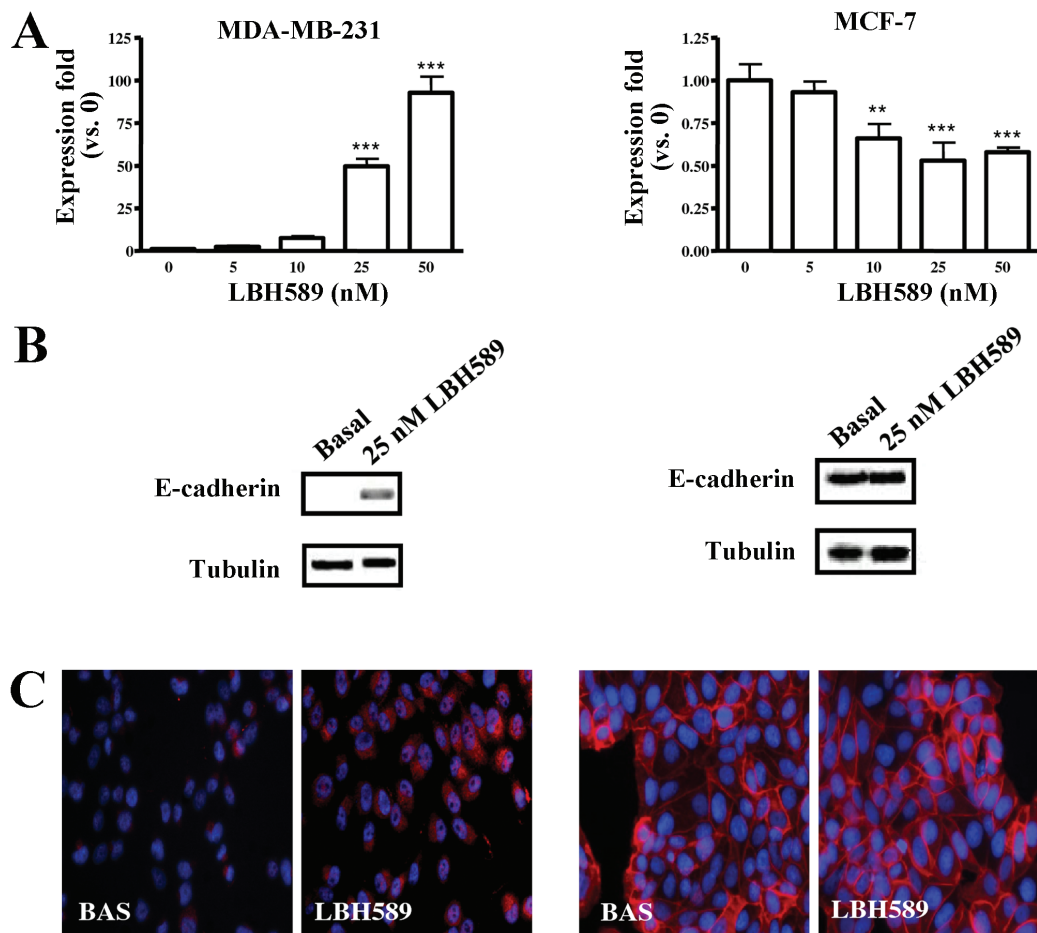 A
MDA-MB-231
Expression fold
(vs. 0)
125
100
75
50
25
0
***
***
0 5 10 25 50
LBH589 (nM)
MCF-7
Expression fold
(vs. 0)
1.25
1.00
0.75
0.50
0.25
0.00
**
***
***
0 5 10 25 50
LBH589 (nM)
B
Basal
25 nM LBH589
E-cadherin
Tubulin
Basal
25 nM LBH589
E-cadherin
Tubulin
C
BAS
LBH589
BAS
LBH589